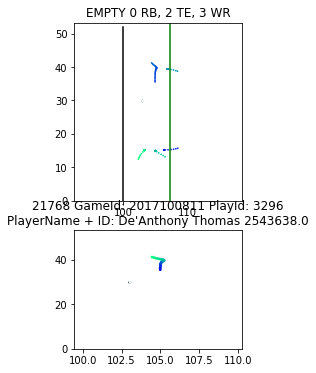 EMPTY 0 RB, 2 TE, 3 WR
50
40
30
20
10
0
100
110
21768 GameId: 2017100811 PlayId: 3296
PlayerName + ID: De'Anthony Thomas 2543638.0
40
20
0
100.0 102.5 105.0 107.5 110.0